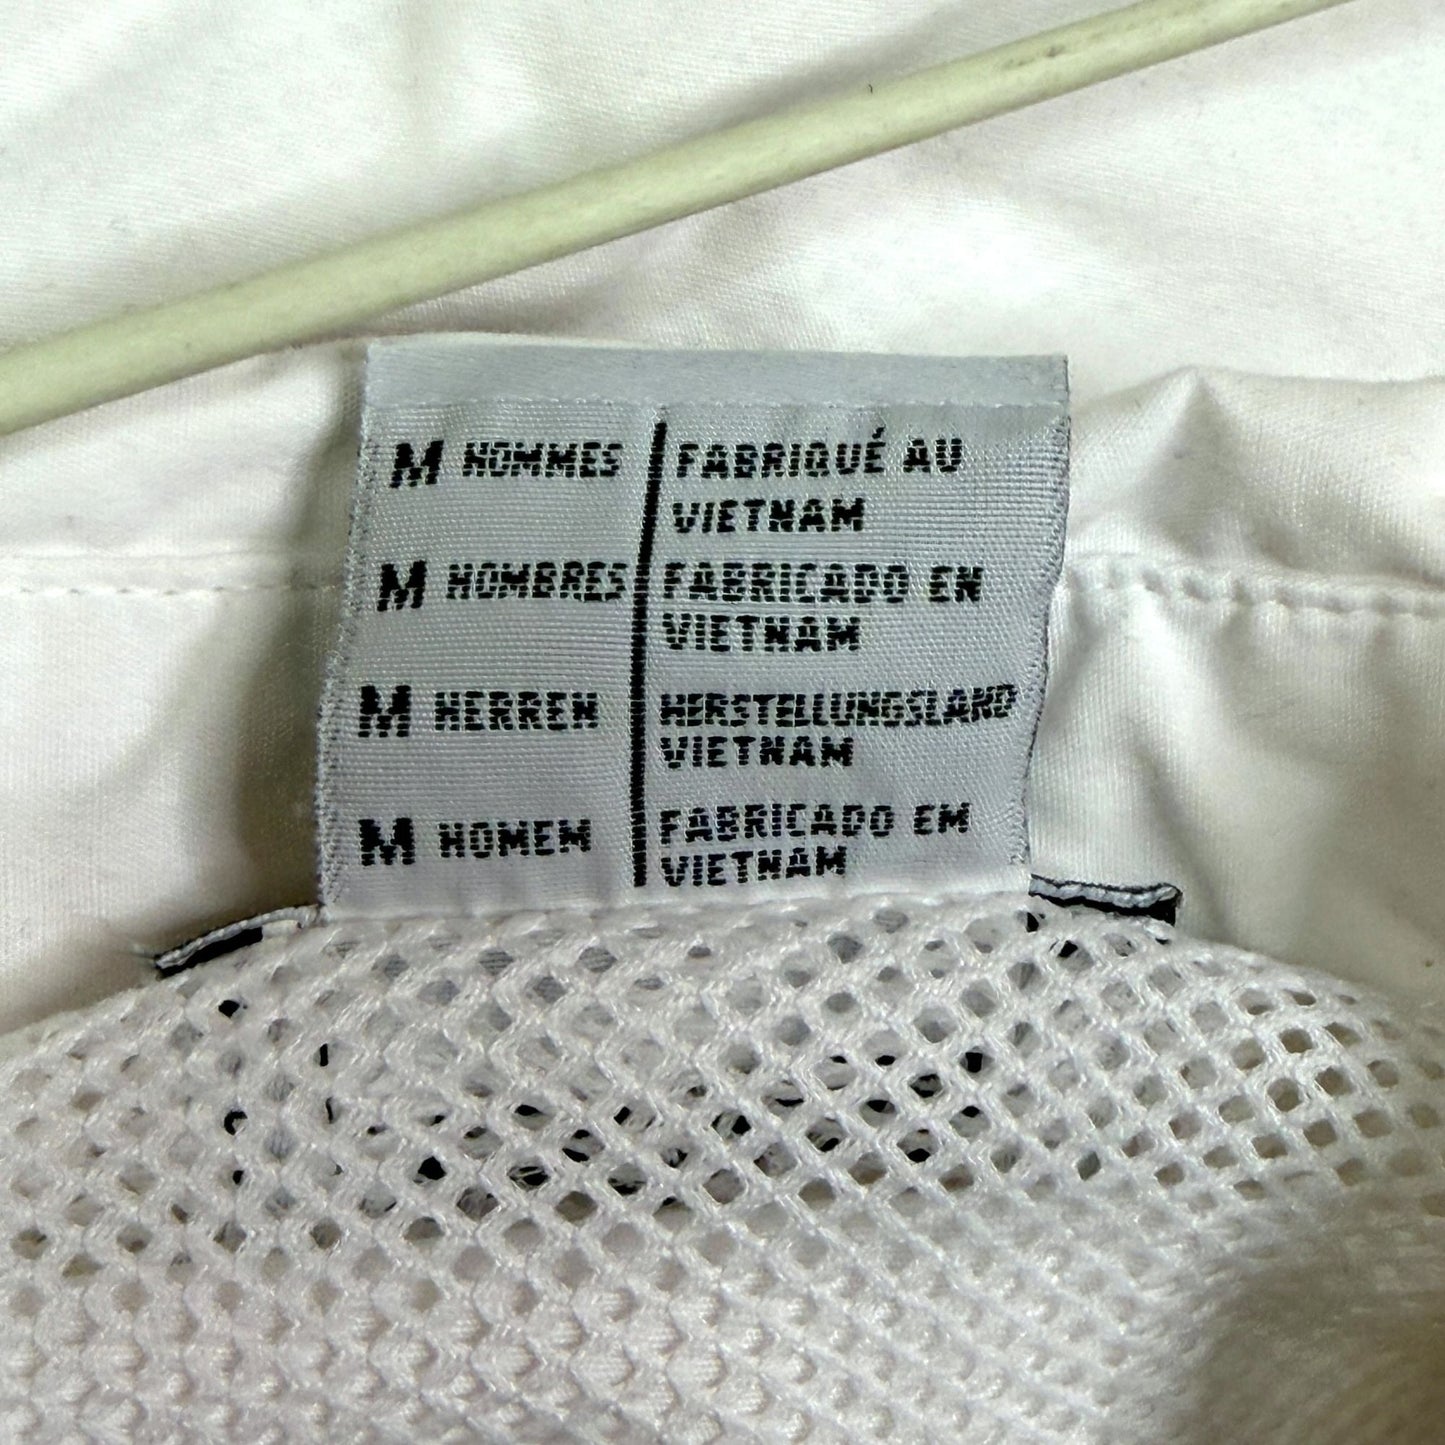 M HOMMES FABRIQUÉ AU
VIETNAM
M HOMBRES FABRICADO EN
VIETNAM
M HERREN HERSTELLUNGSLAND
VIETNAM
M HOMEM FABRICADO EM
VIETNAM